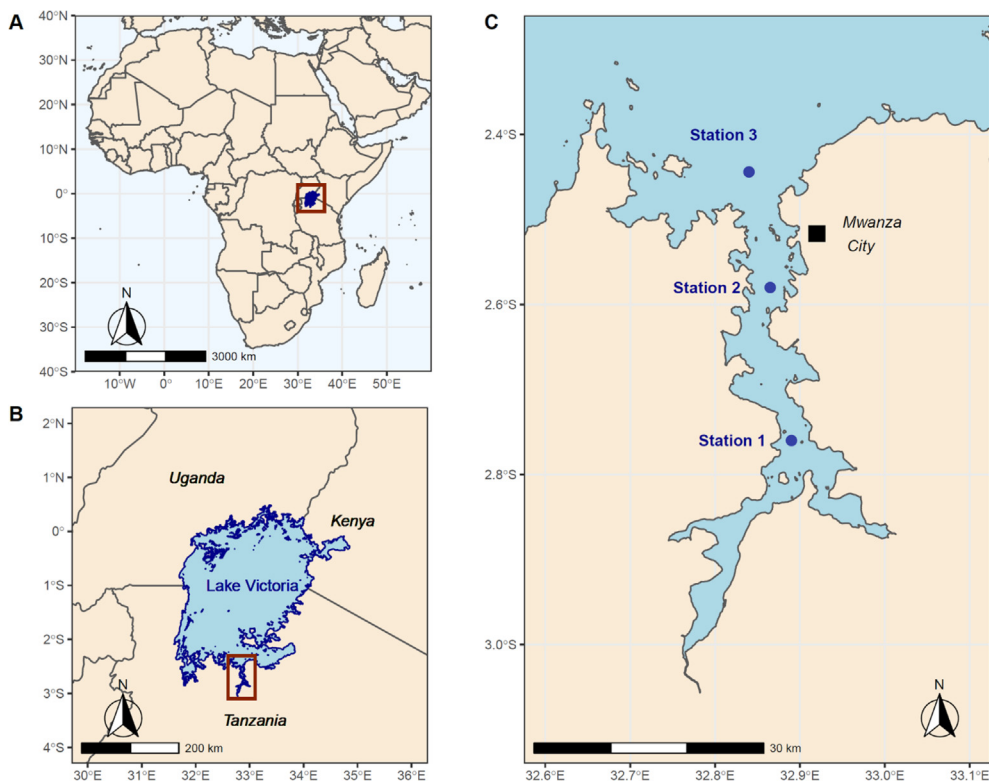 A
40°N
30°N
20°N
10°N
0°
10°S
20°S
30°S
40°S
N
3000 km
10°W 0° 10°E 20°E 30°E 40°E 50°E
B
2°N
1°N
0°
1°S
2°S
3°S
4°S
Uganda
Kenya
Lake Victoria
Tanzania
N
200 km
30°E 31°E 32°E 33°E 34°E 35°E 36°E
C
2.4°S
2.6°S
2.8°S
3.0°S
Station 3
Mwanza
City
Station 2
Station 1
N
30 km
32.6°E 32.7°E 32.8°E 32.9°E 33.0°E 33.1°E